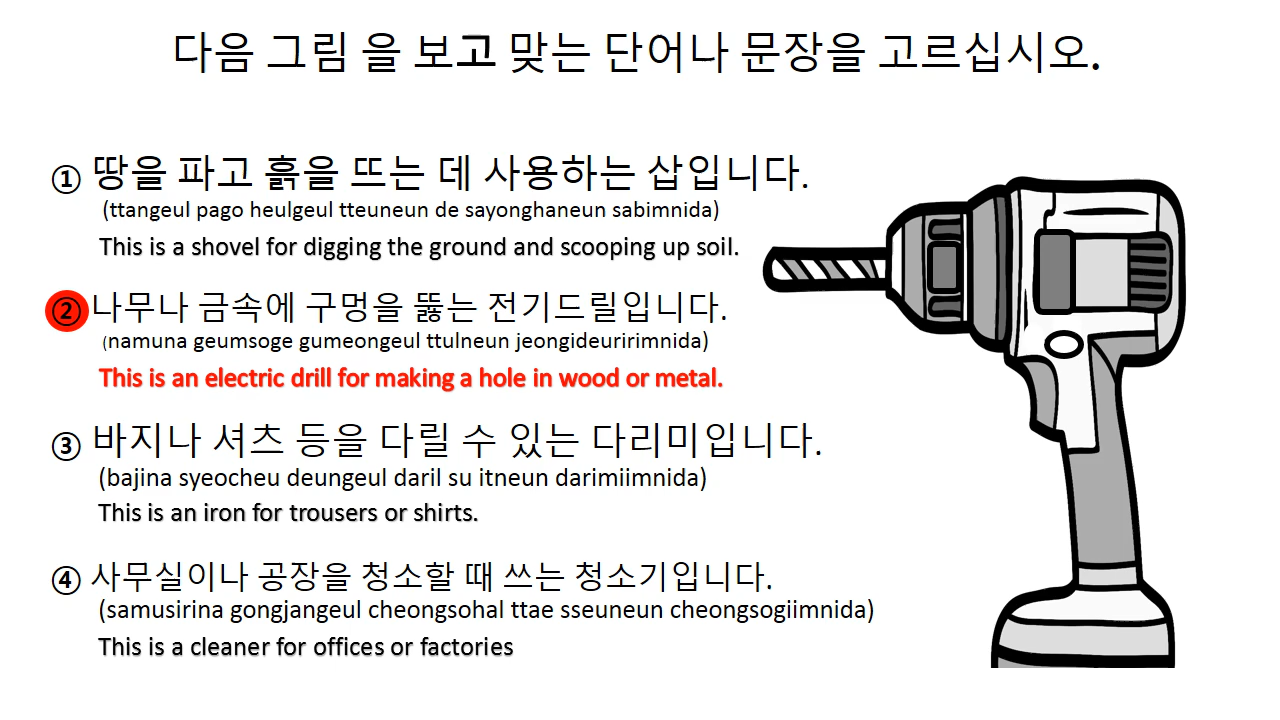 다음 그림 을 보고 맞는 단어나 문장을 고르십시오.
① 땅을 파고 흙을 뜨는 데 사용하는 삽입니다.
(ttangeul pago heulgeul tteuneun de sayonghaneun sabimnida)
This is a shovel for digging the ground and scooping up soil.
② 나무나 금속에 구멍을 뚫는 전기드릴입니다.
(namuna geumsoge gumeongeul ttulneun jeongideuririmnida)
This is an electric drill for making a hole in wood or metal.
③ 바지나 셔츠 등을 다릴 수 있는 다리미입니다.
(bajina syeocheu deungeul daril su itneun darimiimnida)
This is an iron for trousers or shirts.
④ 사무실이나 공장을 청소할 때 쓰는 청소기입니다.
(samusirina gongjangeul cheongsohal ttae sseuneun cheongsogiimnida)
This is a cleaner for offices or factories